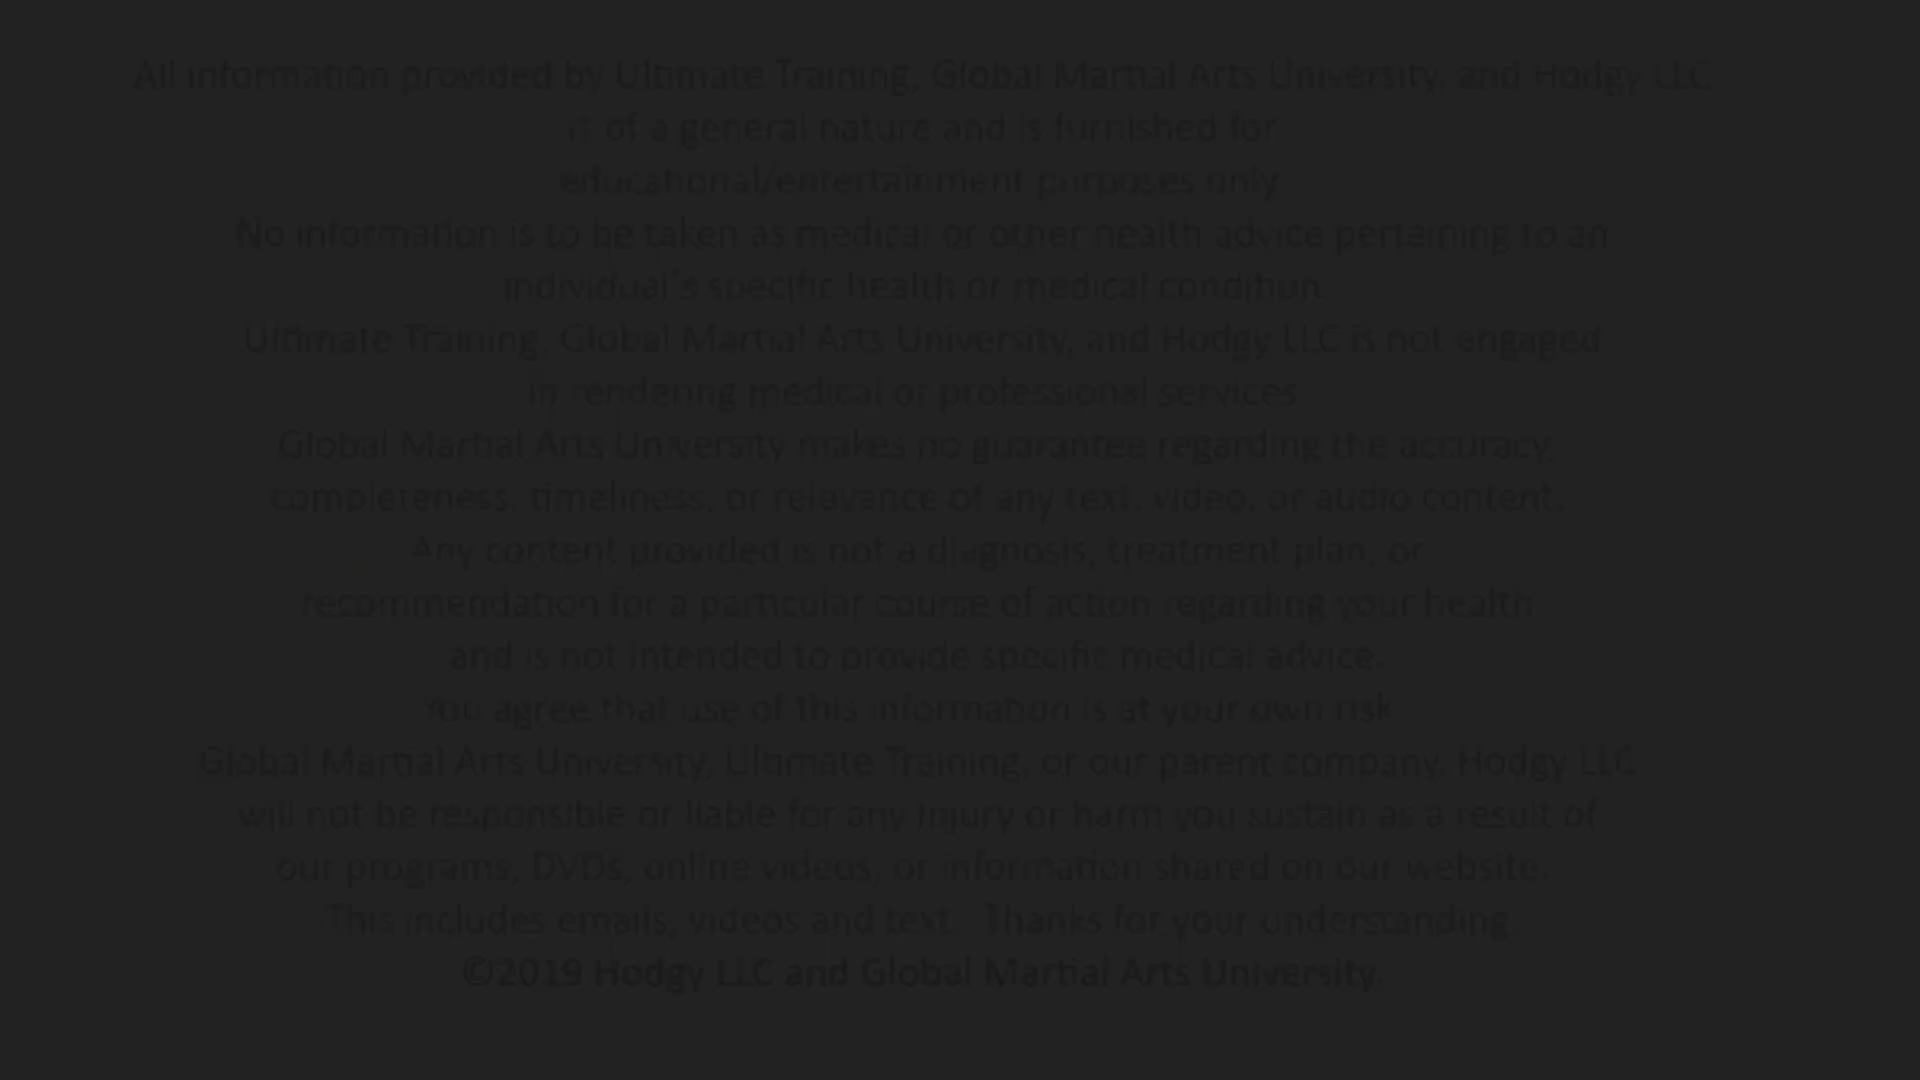 All information provided by Ultimate Training, Global Martial Arts University, and Hodgy LLC
is of a general nature and is furnished for
educational/entertainment purposes only
No information is to be taken as medical or other health advice pertaining to an
individual's specific health or medical condition.
Ultimate Training, Global Martial Arts University, and Hodgy LLC is not engaged
in rendering medical or professional services
Global Martial Arts University makes no guarantee regarding the accuracy,
completeness, timeliness, or relevance of any text, video, or audio content.
Any content provided is not a diagnosis, treatment plan, or
recommendation for a particular course of action regarding your health
and is not intended to provide specific medical advice.
You agree that use of this information is at your own risk
Global Martial Arts University, Ultimate Training, or our parent company, Hodgy LLC
will not be responsible or liable for any injury or harm you sustain as a result of
our programs, DVDs, online videos, or information shared on our website.
This includes emails, videos and text. Thanks for your understanding.
©2019 Hodgy LLC and Global Martial Arts University.